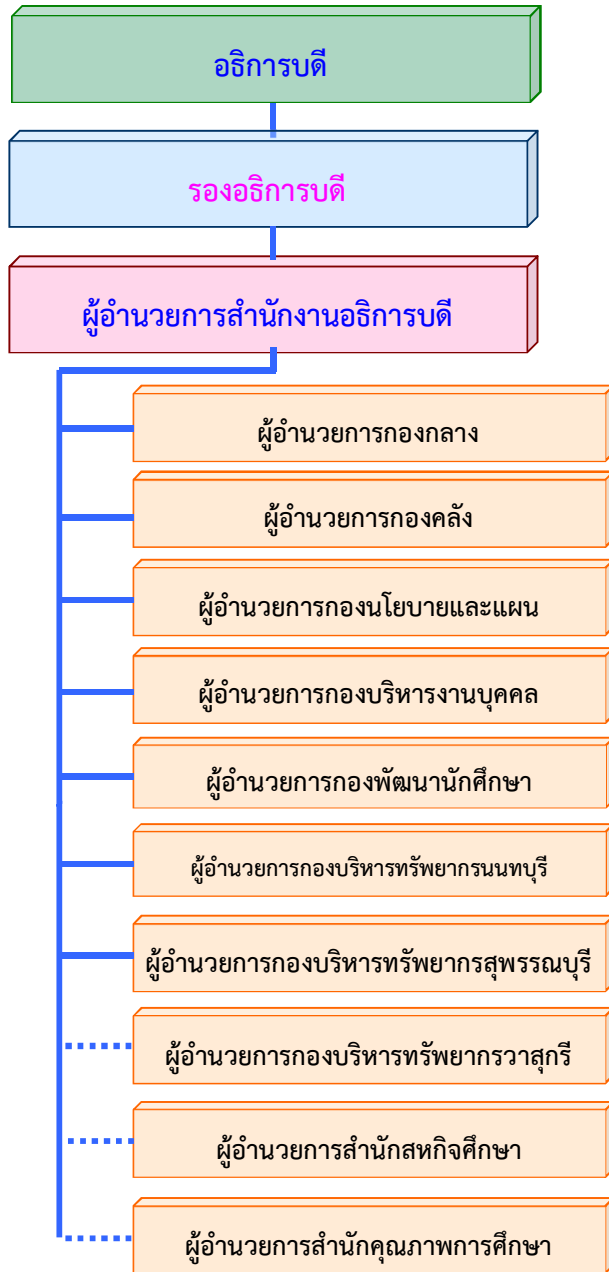 อธิการบดี
รองอธิการบดี
ผู้อำนวยการสำนักงานอธิการบดี
ผู้อำนวยการกองกลาง
ผู้อำนวยการกองคลัง
ผู้อำนวยการกองนโยบายและแผน
ผู้อำนวยการกองบริหารงานบุคคล
ผู้อำนวยการกองพัฒนานักศึกษา
ผู้อำนวยการกองบริหารทรัพยากรนนทบุรี
ผู้อำนวยการกองบริหารทรัพยากรสุพรรณบุรี
ผู้อำนวยการกองบริหารทรัพยากรวาสุกรี
ผู้อำนวยการสำนักสหกิจศึกษา
ผู้อำนวยการสำนักคุณภาพการศึกษา